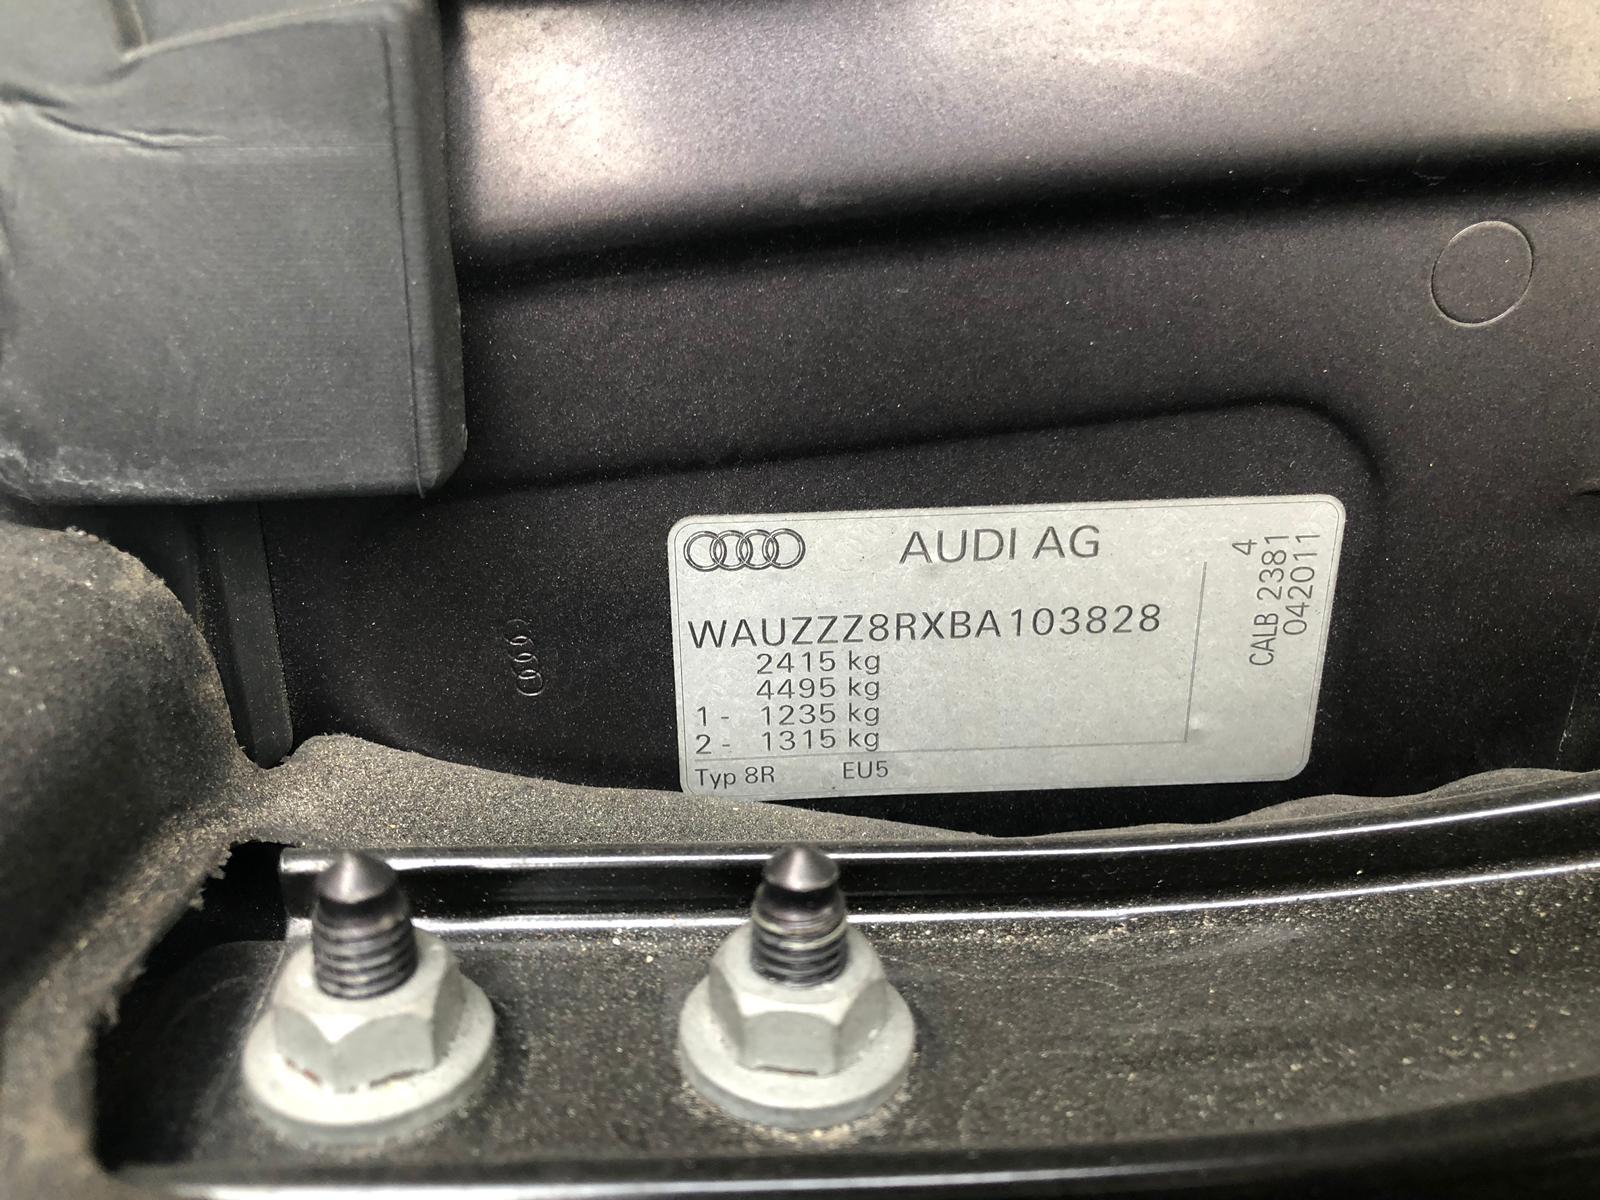 AUDI AG
WAUZZZ8RXBA103828
2415 kg
4495 kg
1 - 1235 kg
2 - 1315 kg
Typ 8R EU5
4
CALB 2381
042011